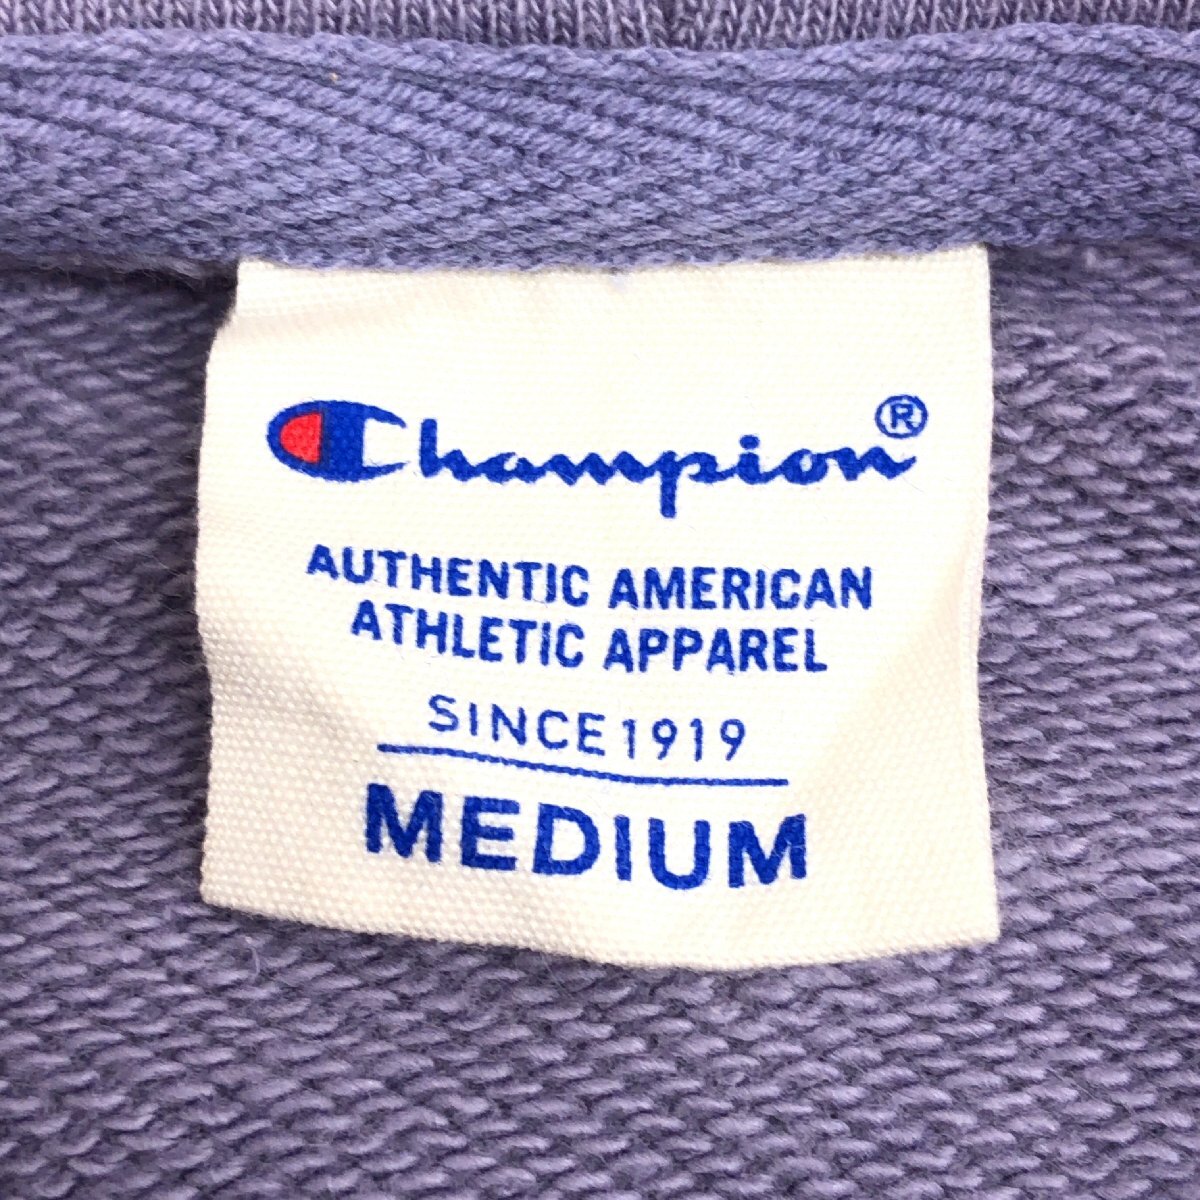 Champion®
AUTHENTIC AMERICAN
ATHLETIC APPAREL
SINCE 1919
MEDIUM